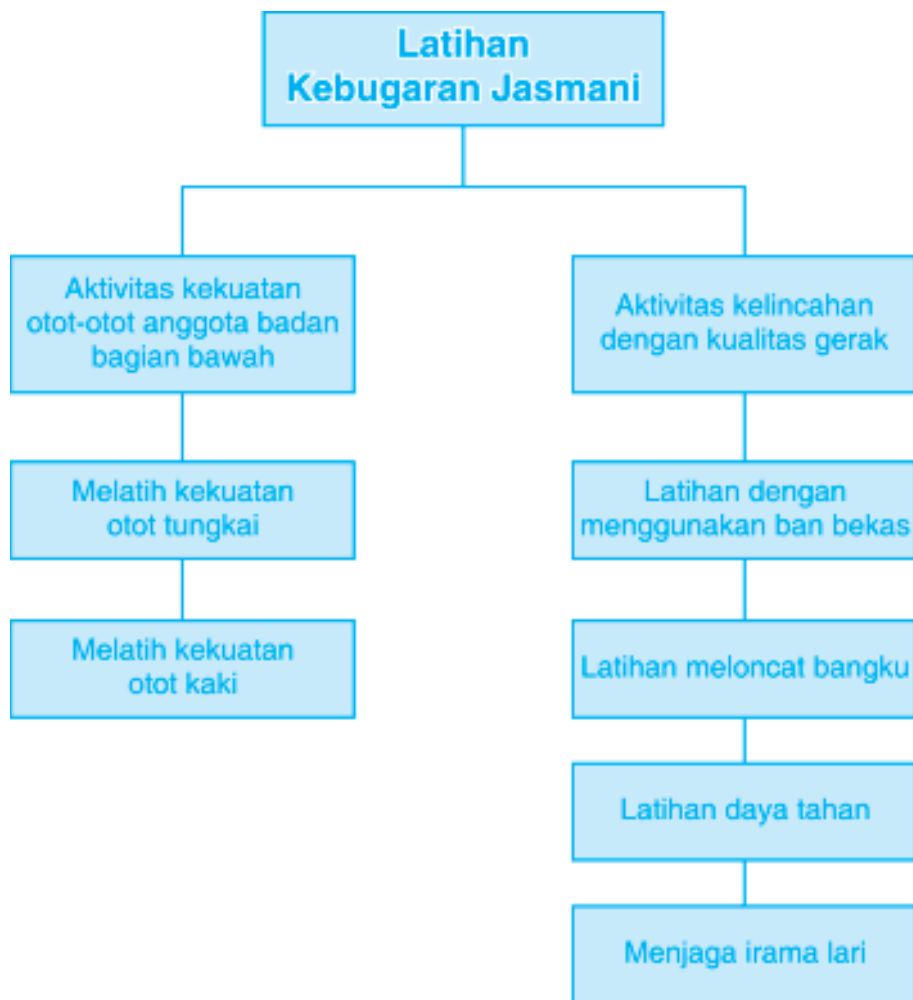 Latihan
Kebugaran Jasmani
Aktivitas kekuatan
otot-otot anggota badan
bagian bawah
Melatih kekuatan
otot tungkai
Melatih kekuatan
otot kaki
Aktivitas kelincahan
dengan kualitas gerak
Latihan dengan
menggunakan ban bekas
Latihan meloncat bangku
Latihan daya tahan
Menjaga irama lari